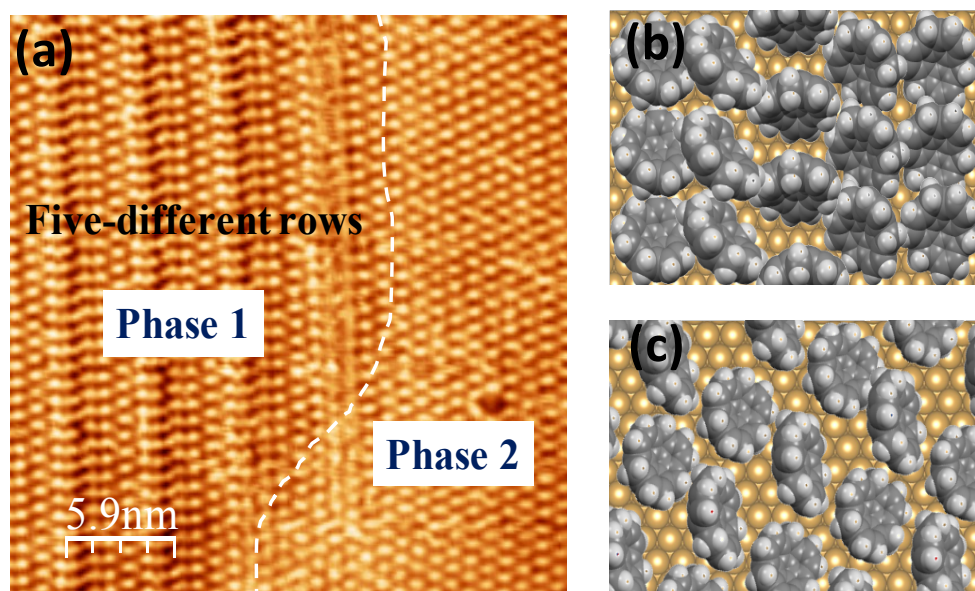 (a)
Five-different rows
Phase 1
Phase 2
5.9nm
(b)
(c)